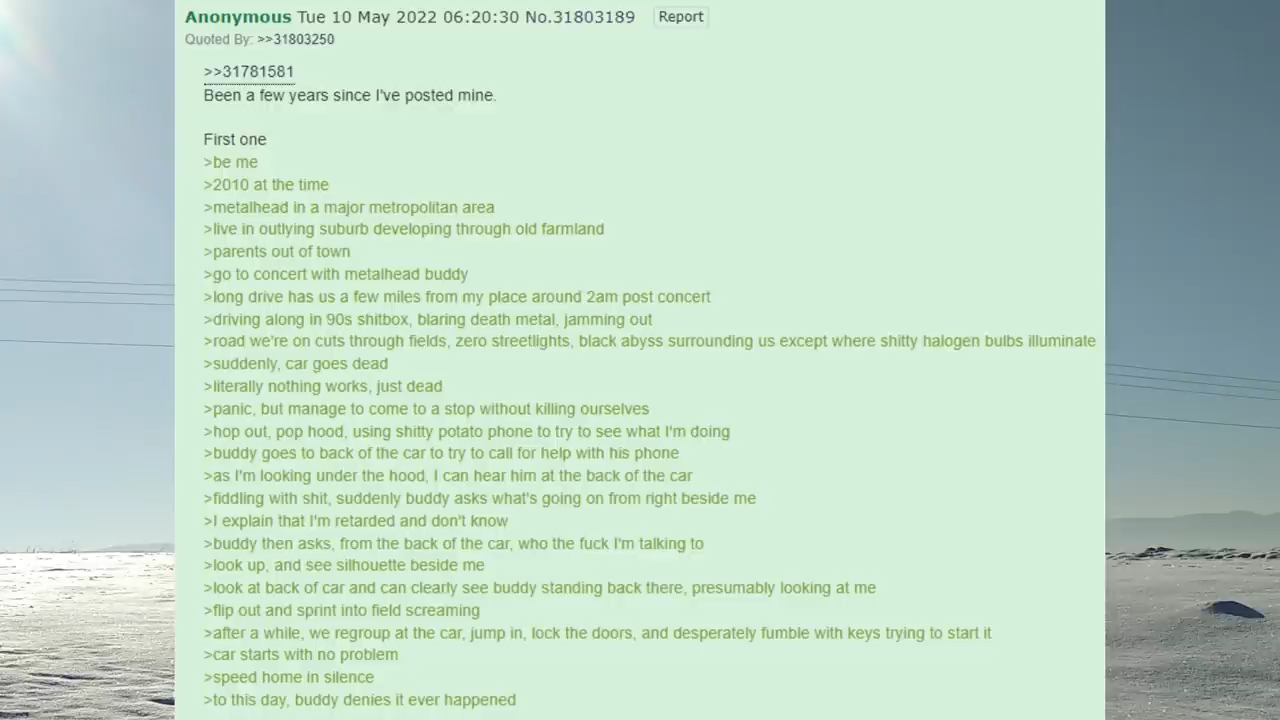 Anonymous Tue 10 May 2022 06:20:30 No.31803189 Report
Quoted By: >>31803250
>>31781581
Been a few years since I've posted mine.
First one
>be me
>2010 at the time
>metalhead in a major metropolitan area
>live in outlying suburb developing through old farmland
>parents out of town
>go to concert with metalhead buddy
>long drive has us a few miles from my place around 2am post concert
>driving along in 90s shitbox, blaring death metal, jamming out
>road we're on cuts through fields, zero streetlights, black abyss surrounding us except where shitty halogen bulbs illuminate
>suddenly, car goes dead
>literally nothing works, just dead
>panic, but manage to come to a stop without killing ourselves
>hop out, pop hood, using shitty potato phone to try to see what I'm doing
>buddy goes to back of the car to try to call for help with his phone
>as I'm looking under the hood, I can hear him at the back of the car
>fiddling with shit, suddenly buddy asks what's going on from right beside me
>I explain that I'm retarded and don't know
>buddy then asks, from the back of the car, who the fuck I'm talking to
>look up, and see silhouette beside me
>look at back of car and can clearly see buddy standing back there, presumably looking at me
>flip out and sprint into field screaming
>after a while, we regroup at the car, jump in, lock the doors, and desperately fumble with keys trying to start it
>car starts with no problem
>speed home in silence
>to this day, buddy denies it ever happened